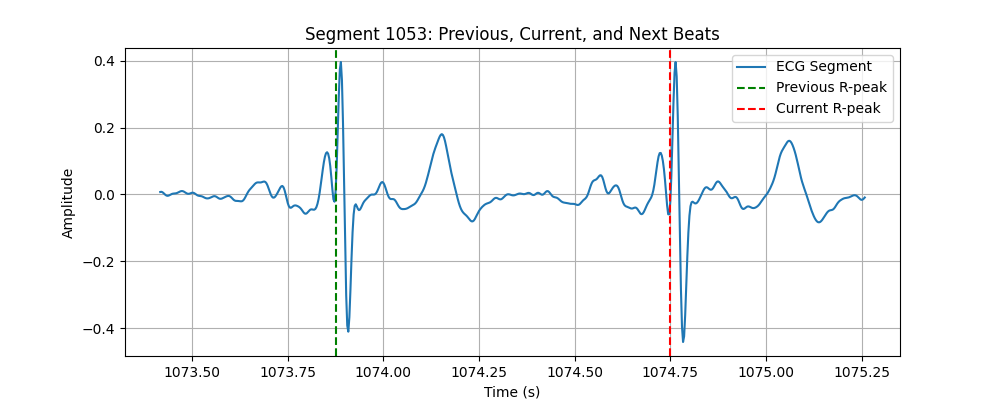 Segment 1053: Previous, Current, and Next Beats
ECG Segment
Previous R-peak
Current R-peak
Amplitude
0.4
0.2
0.0
−0.2
−0.4
1073.50 1073.75 1074.00 1074.25 1074.50 1074.75 1075.00 1075.25
Time (s)